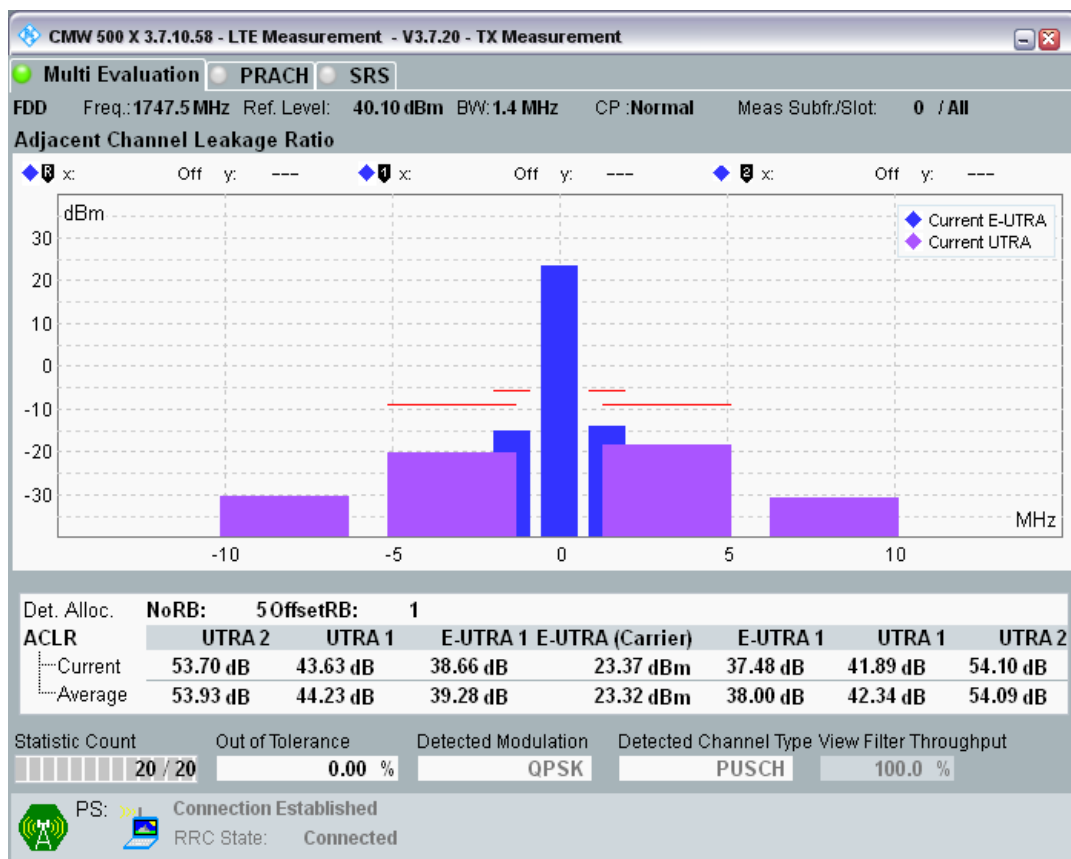 CMW 500 X 3.7.10.58 - LTE Measurement - V3.7.20 - TX Measurement
Multi Evaluation PRACH SRS
FDD Freq.: 1747.5 MHz Ref. Level: 40.10 dBm BW: 1.4 MHz CP :Normal Meas Subfr./Slot: 0 / All
Adjacent Channel Leakage Ratio
R x: Off y: --- 1 x: Off y: --- 2 x: Off y: ---
dBm
Current E-UTRA
Current UTRA
30
20
10
0
-10
-20
-30
MHz
-10 -5 0 5 10
Det. Alloc. NoRB: 5 OffsetRB: 1
ACLR UTRA 2 UTRA 1 E-UTRA 1 E-UTRA (Carrier) E-UTRA 1 UTRA 1 UTRA 2
Current 53.70 dB 43.63 dB 38.66 dB 23.37 dBm 37.48 dB 41.89 dB 54.10 dB
Average 53.93 dB 44.23 dB 39.28 dB 23.32 dBm 38.00 dB 42.34 dB 54.09 dB
Statistic Count Out of Tolerance Detected Modulation Detected Channel Type View Filter Throughput
20 / 20 0.00 % QPSK PUSCH 100.0 %
PS: Connection Established
RRC State: Connected